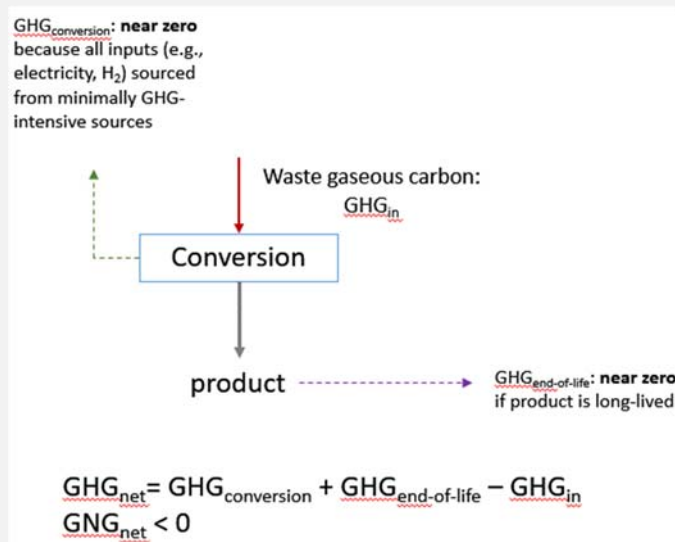 GHGconversion: near zero
because all inputs (e.g.,
electricity, H2) sourced
from minimally GHG-
intensive sources
Waste gaseous carbon:
GHGin
Conversion
product
GHGend-of-life: near zero
if product is long-lived
GHGnet= GHGconversion + GHGend-of-life – GHGin
GNGnet < 0